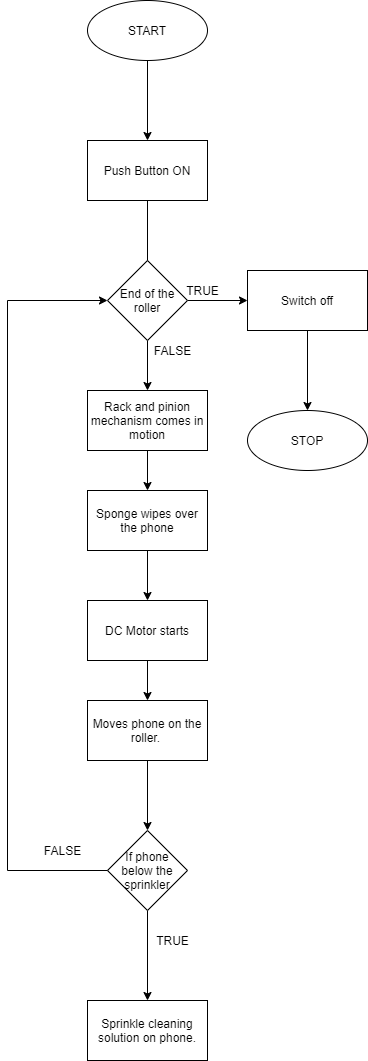 START
Push Button ON
End of the
roller
TRUE
Switch off
FALSE
Rack and pinion
mechanism comes in
motion
STOP
Sponge wipes over
the phone
DC Motor starts
Moves phone on the
roller.
FALSE
If phone
below the
sprinkler
TRUE
Sprinkle cleaning
solution on phone.